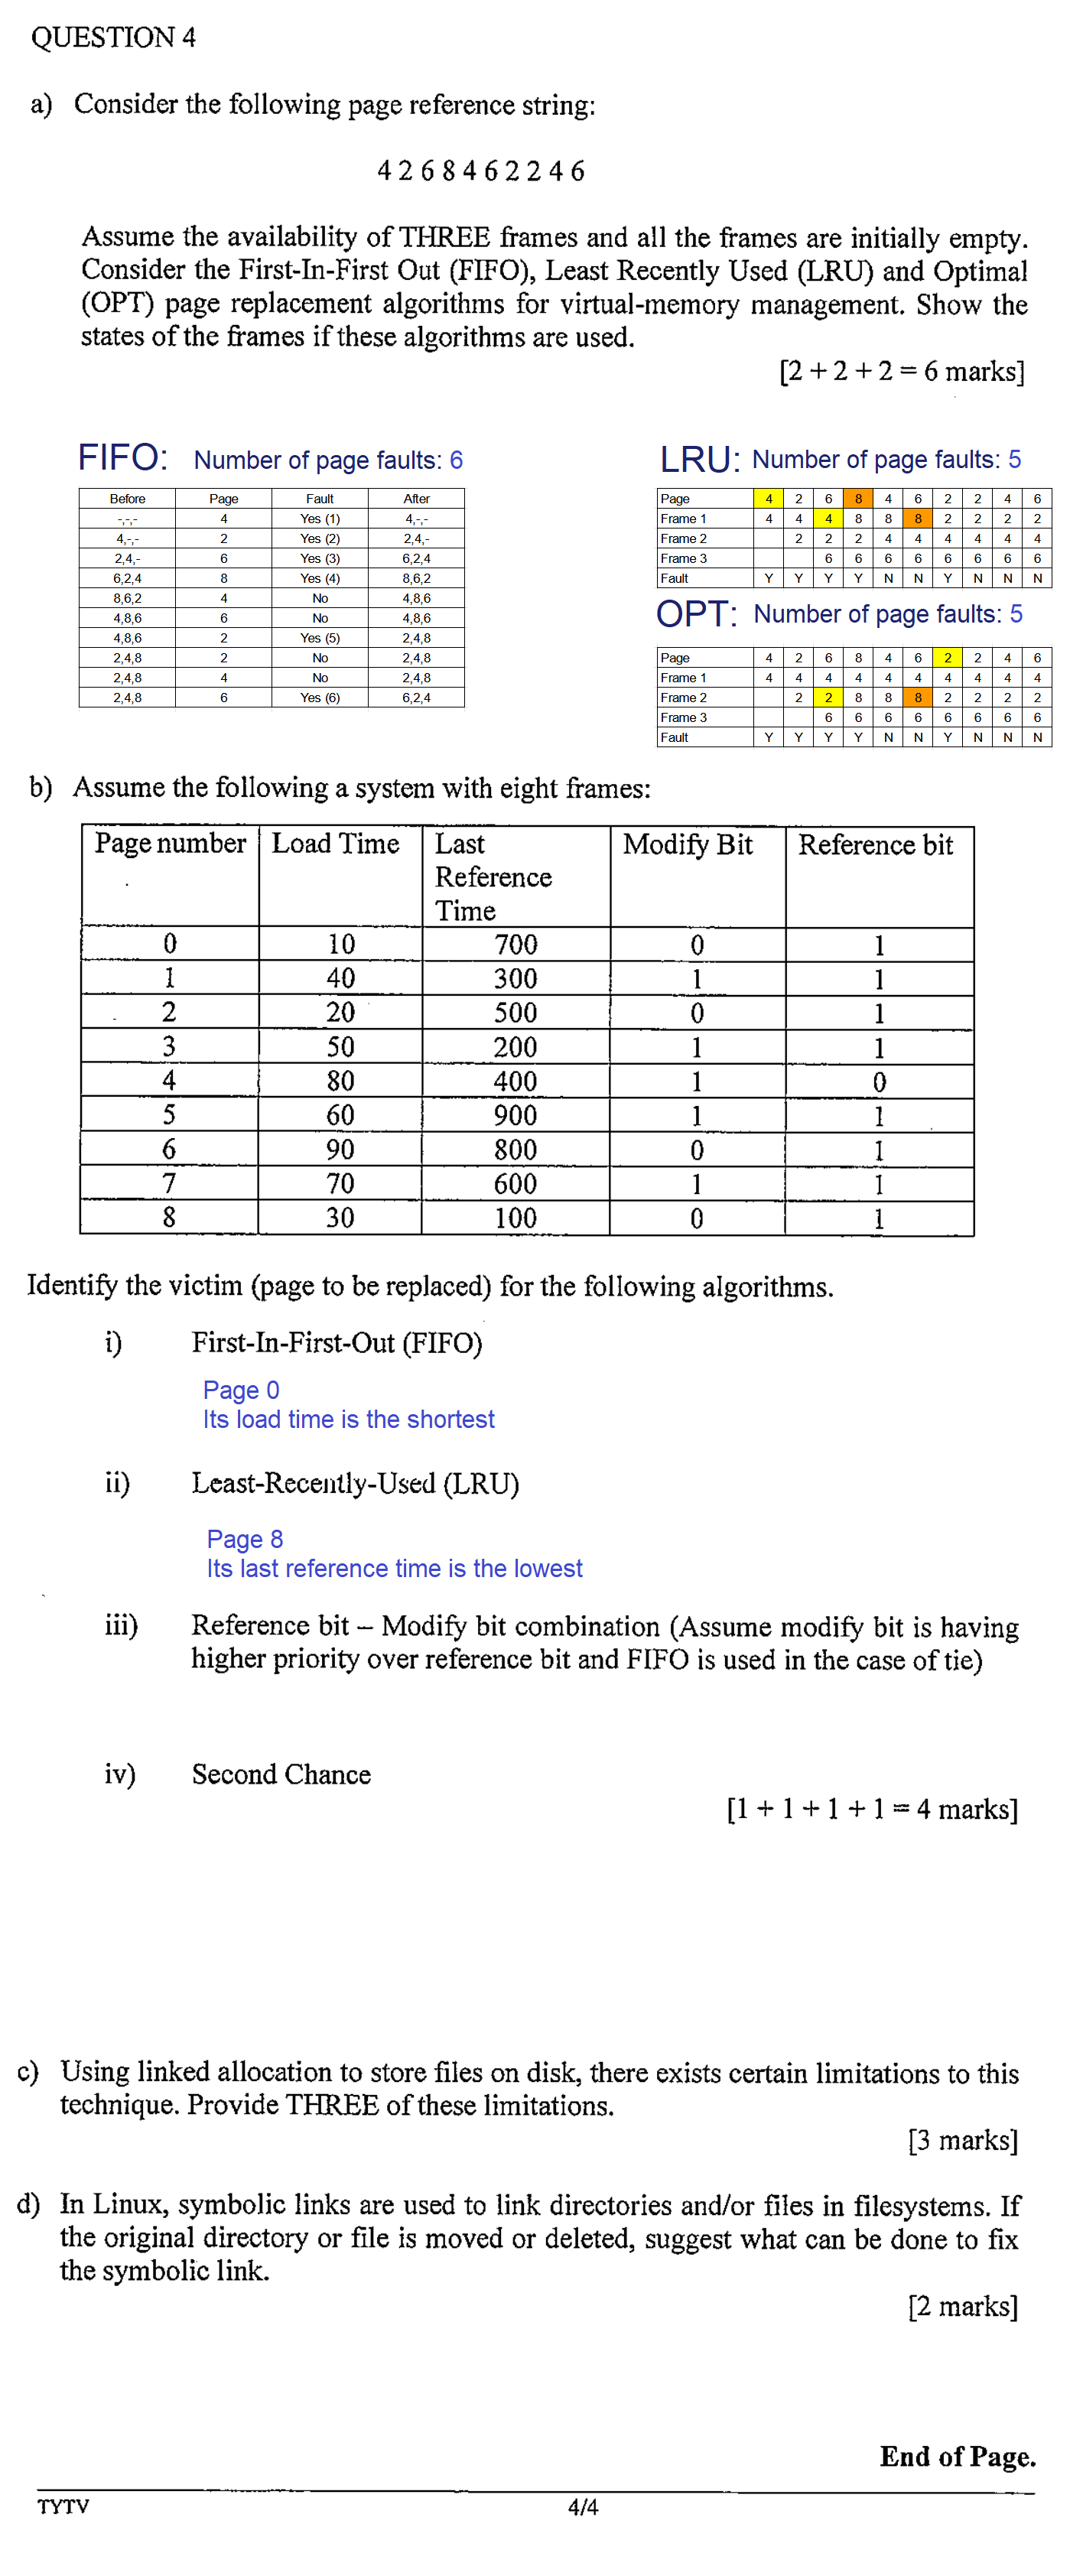 QUESTION 4
a) Consider the following page reference string:
4 2 6 8 4 6 2 2 4 6
Assume the availability of THREE frames and all the frames are initially empty.
Consider the First-In-First Out (FIFO), Least Recently Used (LRU) and Optimal
(OPT) page replacement algorithms for virtual-memory management. Show the
states of the frames if these algorithms are used.
[2 + 2 + 2 = 6 marks]
FIFO: Number of page faults: 6
Before Page Fault After
-,-,- 4 Yes (1) 4,-,-
4,-,- 2 Yes (2) 2,4,-
2,4,- 6 Yes (3) 6,2,4
6,2,4 8 Yes (4) 8,6,2
8,6,2 4 No 4,8,6
4,8,6 6 No 4,8,6
4,8,6 2 Yes (5) 2,4,8
2,4,8 2 No 2,4,8
2,4,8 4 No 2,4,8
2,4,8 6 Yes (6) 6,2,4
LRU: Number of page faults: 5
Page 4 2 6 8 4 6 2 2 4 6
Frame 1 4 4 4 8 8 8 2 2 2 2
Frame 2 2 2 2 4 4 4 4 4 4
Frame 3 6 6 6 6 6 6 6 6
Fault Y Y Y Y N N Y N N N
OPT: Number of page faults: 5
Page 4 2 6 8 4 6 2 2 4 6
Frame 1 4 4 4 4 4 4 4 4 4 4
Frame 2 2 2 8 8 8 2 2 2 2
Frame 3 6 6 6 6 6 6 6 6
Fault Y Y Y Y N N Y N N N
b) Assume the following a system with eight frames:
Page number Load Time Last Reference Time Modify Bit Reference bit
0 10 700 0 1
1 40 300 1 1
2 20 500 0 1
3 50 200 1 1
4 80 400 1 0
5 60 900 1 1
6 90 800 0 1
7 70 600 1 1
8 30 100 0 1
Identify the victim (page to be replaced) for the following algorithms.
i) First-In-First-Out (FIFO)
Page 0
Its load time is the shortest
ii) Least-Recently-Used (LRU)
Page 8
Its last reference time is the lowest
iii) Reference bit – Modify bit combination (Assume modify bit is having
higher priority over reference bit and FIFO is used in the case of tie)
iv) Second Chance
[1 + 1 + 1 + 1 = 4 marks]
c) Using linked allocation to store files on disk, there exists certain limitations to this
technique. Provide THREE of these limitations.
[3 marks]
d) In Linux, symbolic links are used to link directories and/or files in filesystems. If
the original directory or file is moved or deleted, suggest what can be done to fix
the symbolic link.
[2 marks]
End of Page.
TYTV 4/4